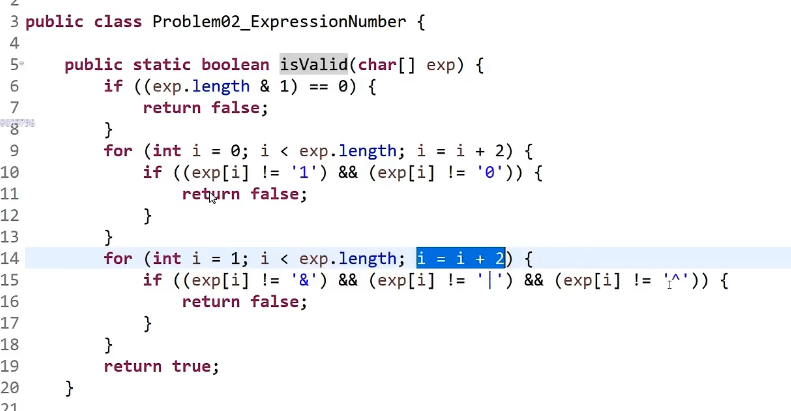 2
3 public class Problem02_ExpressionNumber {
4
5 public static boolean isValid(char[] exp) {
6 if ((exp.length & 1) == 0) {
7 return false;
8 }
9 for (int i = 0; i < exp.length; i = i + 2) {
10 if ((exp[i] != '1') && (exp[i] != '0')) {
11 return false;
12 }
13 }
14 for (int i = 1; i < exp.length; i = i + 2) {
15 if ((exp[i] != '&') && (exp[i] != '|') && (exp[i] != '^')) {
16 return false;
17 }
18 }
19 return true;
20 }
21